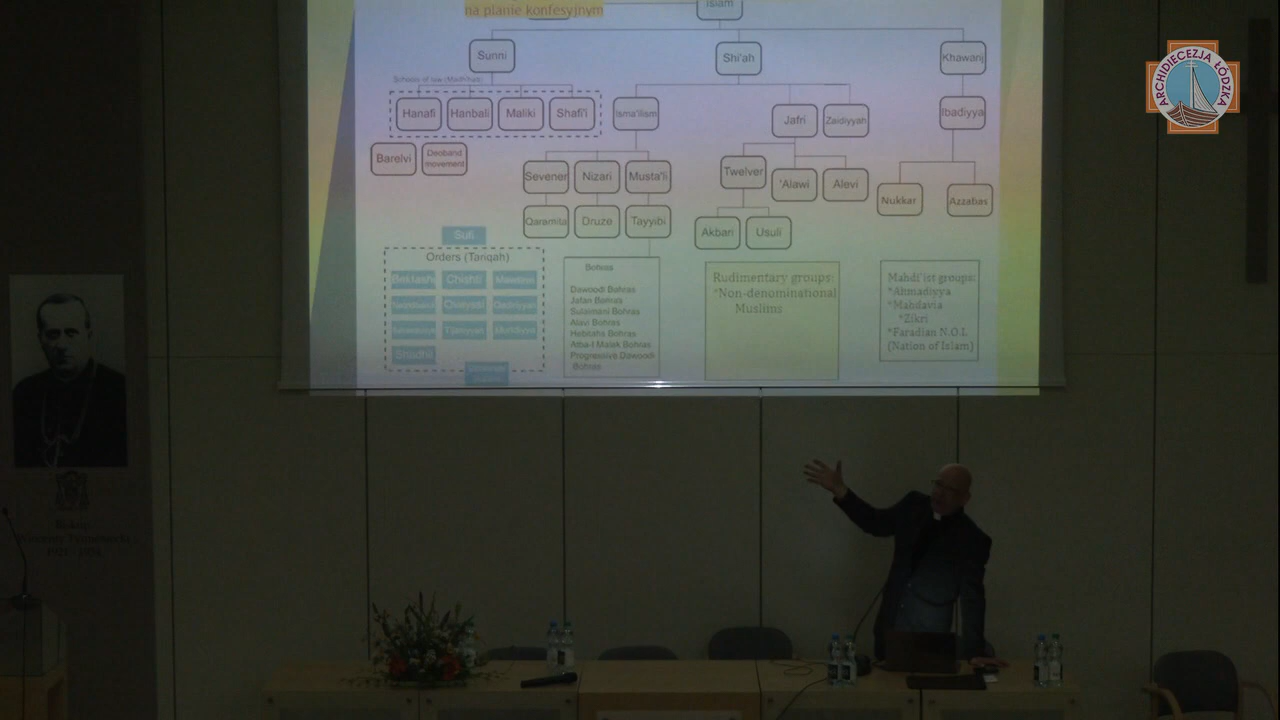 na planie konfesyjnym
Islam
ARCHIDIECEZJA ŁÓDZKA
Sunni
Shi'ah
Khawarij
Schools of law (Madh'hab)
Hanafi
Hanbali
Maliki
Shafi'i
Isma'ilism
Jafri
Zaidiyyah
Ibadiyya
Barelvi
Deoband
movement
Sevener
Nizari
Musta'li
Twelver
'Alawi
Alevi
Nukkar
Azzabas
Qaramita
Druze
Tayyibi
Akbari
Usuli
Sufi
Orders (Tariqah)
Bektashi
Chishti
Shadhili
Bohras
Dawoodi Bohras
Jafari Bohras
Sulaimani Bohras
Alavi Bohras
Hebtiahs Bohras
Atba-I Malak Bohras
Progressive Dawoodi
Bohras
Rudimentary groups:
*Non-denominational
Muslims
Mahdi'ist groups:
*Ahmadiyya
*Mahdavia
*Zikri
*Faradian N.O.I.
(Nation of Islam)
Biskup